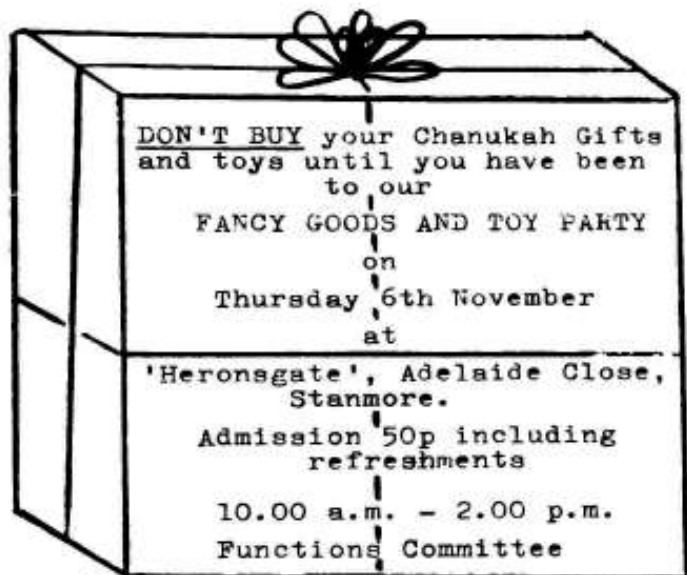 DON'T BUY your Chanukah Gifts
and toys until you have been
to our
FANCY GOODS AND TOY PARTY
on
Thursday 6th November
at
'Heronsgate', Adelaide Close,
Stanmore.
Admission 50p including
refreshments
10.00 a.m. - 2.00 p.m.
Functions Committee